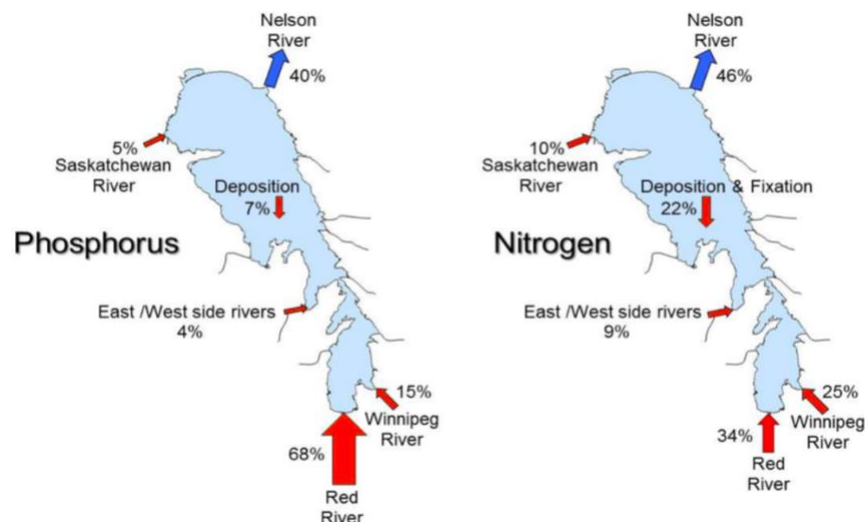 Nelson
River
40%
5%
Saskatchewan
River
Deposition
7%
Phosphorus
East /West side rivers
4%
15%
Winnipeg
River
68%
Red
River
Nelson
River
46%
10%
Saskatchewan
River
Deposition & Fixation
22%
Nitrogen
East /West side rivers
9%
25%
Winnipeg
River
34%
Red
River